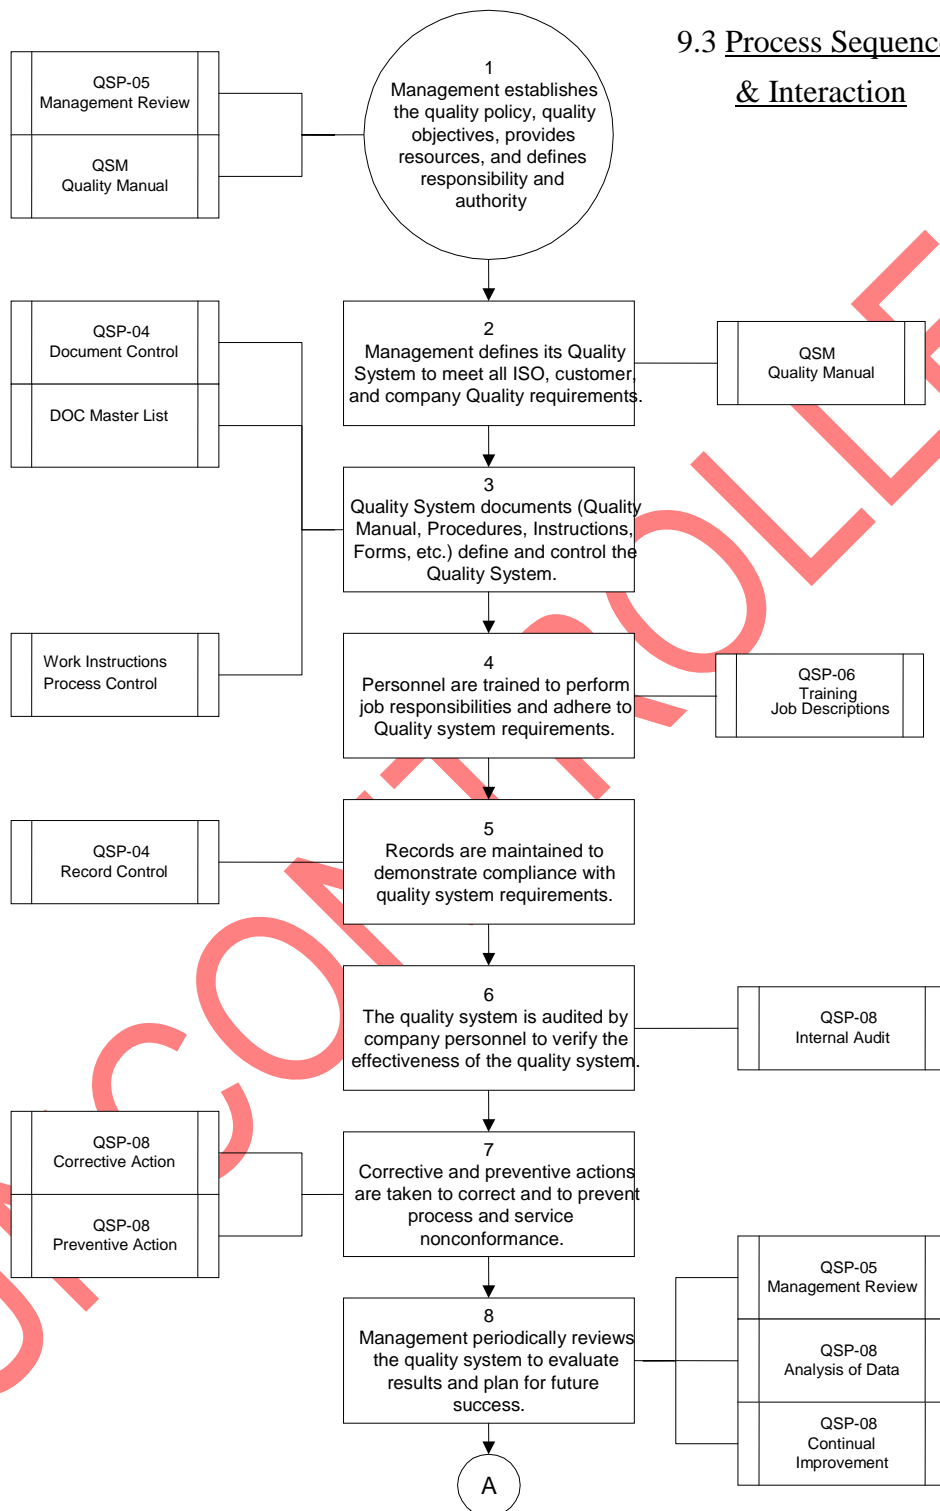 9.3 Process Sequence
& Interaction
QSP-05
Management Review
QSM
Quality Manual
1
Management establishes
the quality policy, quality
objectives, provides
resources, and defines
responsibility and
authority
QSP-04
Document Control
DOC Master List
2
Management defines its Quality
System to meet all ISO, customer,
and company Quality requirements.
QSM
Quality Manual
3
Quality System documents (Quality
Manual, Procedures, Instructions,
Forms, etc.) define and control the
Quality System.
Work Instructions
Process Control
4
Personnel are trained to perform
job responsibilities and adhere to
Quality system requirements.
QSP-06
Training
Job Descriptions
QSP-04
Record Control
5
Records are maintained to
demonstrate compliance with
quality system requirements.
6
The quality system is audited by
company personnel to verify the
effectiveness of the quality system.
QSP-08
Internal Audit
QSP-08
Corrective Action
QSP-08
Preventive Action
7
Corrective and preventive actions
are taken to correct and to prevent
process and service
nonconformance.
8
Management periodically reviews
the quality system to evaluate
results and plan for future
success.
QSP-05
Management Review
QSP-08
Analysis of Data
QSP-08
Continual
Improvement
A
UNCONTROLLE